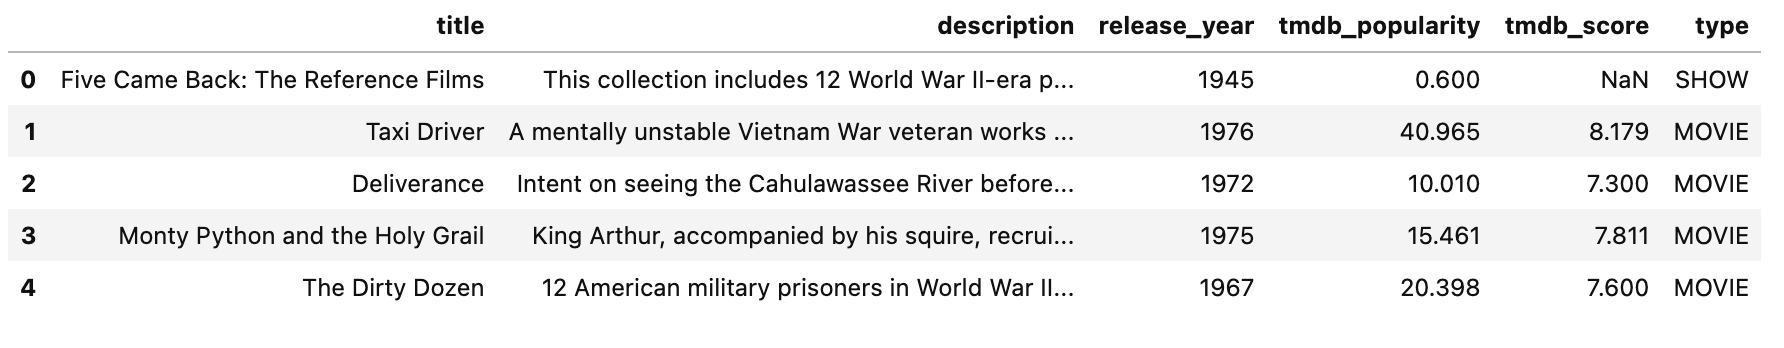 title description release_year tmdb_popularity tmdb_score type
0 Five Came Back: The Reference Films This collection includes 12 World War II-era p... 1945 0.600 NaN SHOW
1 Taxi Driver A mentally unstable Vietnam War veteran works ... 1976 40.965 8.179 MOVIE
2 Deliverance Intent on seeing the Cahulawassee River before... 1972 10.010 7.300 MOVIE
3 Monty Python and the Holy Grail King Arthur, accompanied by his squire, recrui... 1975 15.461 7.811 MOVIE
4 The Dirty Dozen 12 American military prisoners in World War II... 1967 20.398 7.600 MOVIE